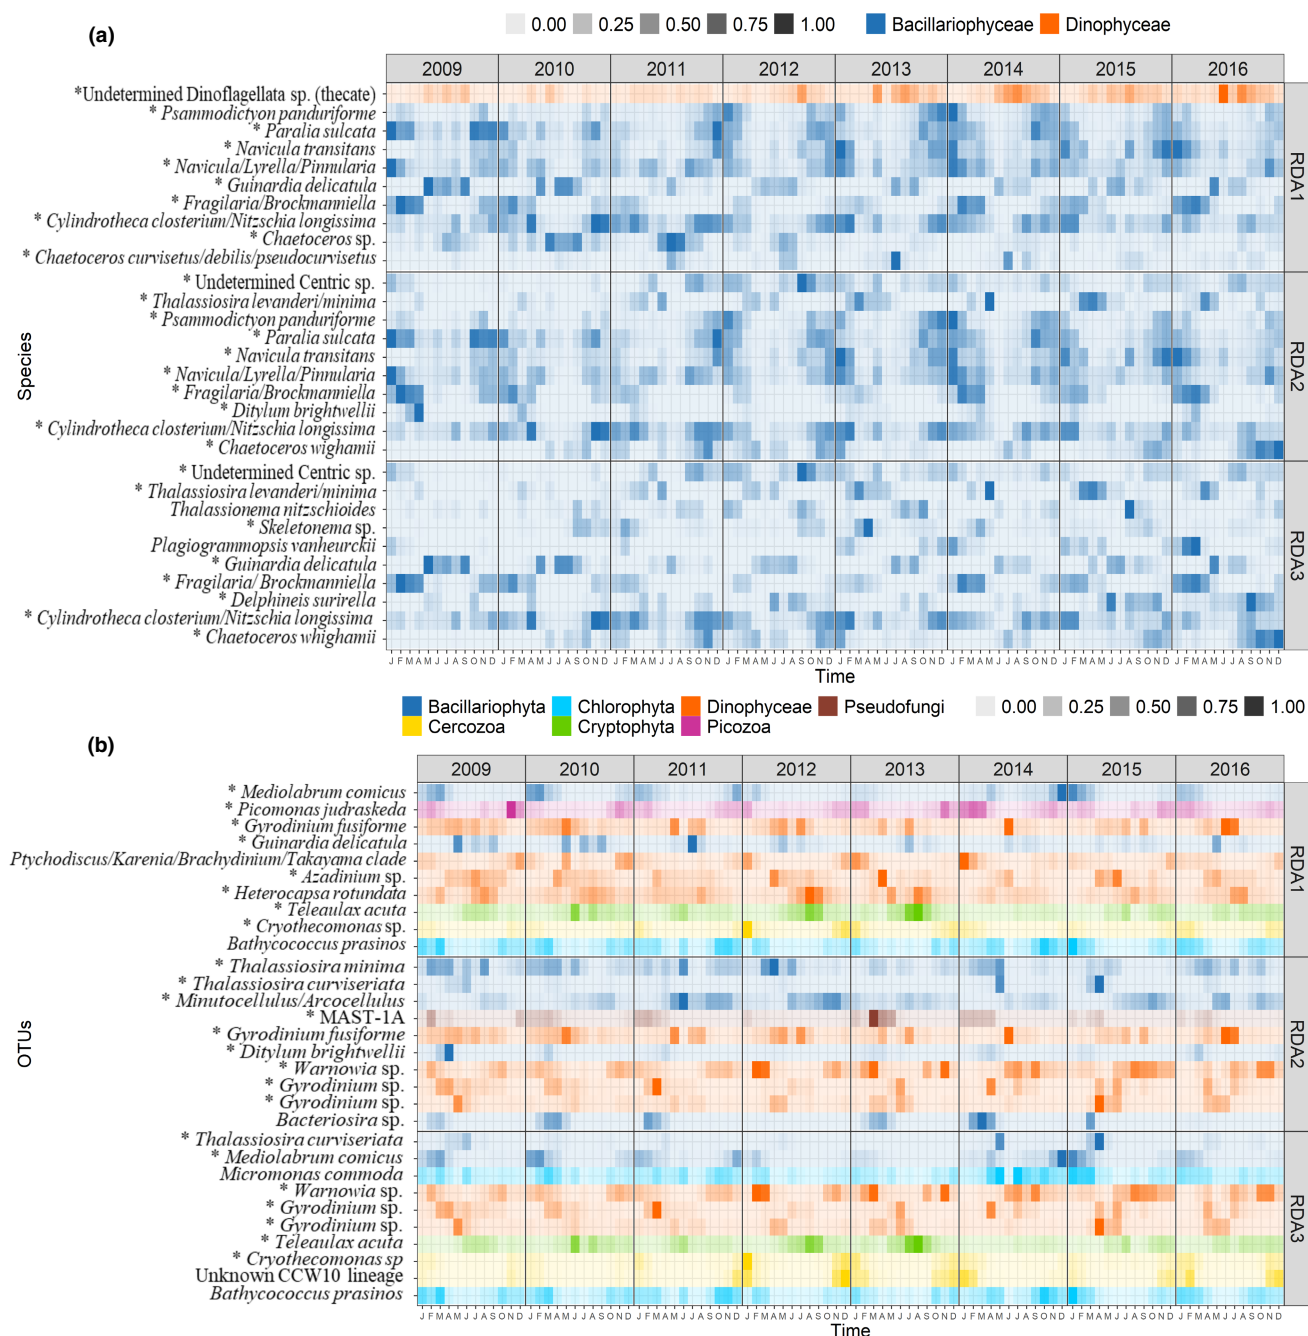 (a)
0.00 0.25 0.50 0.75 1.00 Bacillariophyceae Dinophyceae
2009 2010 2011 2012 2013 2014 2015 2016
*Undetermined Dinoflagellata sp. (thecate)
* Psammodictyon panduriforme
* Paralia sulcata
* Navicula transitans
* Navicula/Lyrella/Pinnularia
* Guinardia delicatula
* Fragilaria/Brockmanniella
* Cylindrotheca closterium/Nitzschia longissima
* Chaetoceros sp.
* Chaetoceros curvisetus/debilis/pseudocurvisetus
RDA1
* Undetermined Centric sp.
* Thalassiosira levanderi/minima
* Psammodictyon panduriforme
* Paralia sulcata
* Navicula transitans
* Navicula/Lyrella/Pinnularia
* Fragilaria/Brockmanniella
* Ditylum brightwellii
* Cylindrotheca closterium/Nitzschia longissima
* Chaetoceros wighamii
RDA2
* Undetermined Centric sp.
* Thalassiosira levanderi/minima
Thalassionema nitzschioides
* Skeletonema sp.
Plagiogrammopsis vanheurckii
* Guinardia delicatula
* Fragilaria/Brockmanniella
* Delphineis surirella
* Cylindrotheca closterium/Nitzschia longissima
* Chaetoceros whighamii
RDA3
Species
J F M A M J J A S O N D J F M A M J J A S O N D J F M A M J J A S O N D J F M A M J J A S O N D J F M A M J J A S O N D J F M A M J J A S O N D J F M A M J J A S O N D J F M A M J J A S O N D
Time
Bacillariophyta Chlorophyta Dinophyceae Pseudofungi 0.00 0.25 0.50 0.75 1.00
Cercozoa Cryptophyta Picozoa
(b)
2009 2010 2011 2012 2013 2014 2015 2016
* Mediolabrum comicus
* Picomonas judraskeda
* Gyrodinium fusiforme
* Guinardia delicatula
Ptychodiscus/Karenia/Brachydinium/Takayama clade
* Azadinium sp.
* Heterocapsa rotundata
* Teleaulax acuta
* Cryothecomonas sp.
Bathycoccus prasinos
RDA1
* Thalassiosira minima
* Thalassiosira curviseriata
* Minutocellulus/Arcocellulus
* MAST-1A
* Gyrodinium fusiforme
* Ditylum brightwellii
* Warnowia sp.
* Gyrodinium sp.
* Gyrodinium sp.
Bacteriosira sp.
RDA2
* Thalassiosira curviseriata
* Mediolabrum comicus
Micromonas commoda
* Warnowia sp.
* Gyrodinium sp.
* Gyrodinium sp.
* Teleaulax acuta
* Cryothecomonas sp
Unknown CCW10 lineage
Bathycoccus prasinos
RDA3
OTUs
J F M A M J J A S O N D J F M A M J J A S O N D J F M A M J J A S O N D J F M A M J J A S O N D J F M A M J J A S O N D J F M A M J J A S O N D J F M A M J J A S O N D J F M A M J J A S O N D
Time